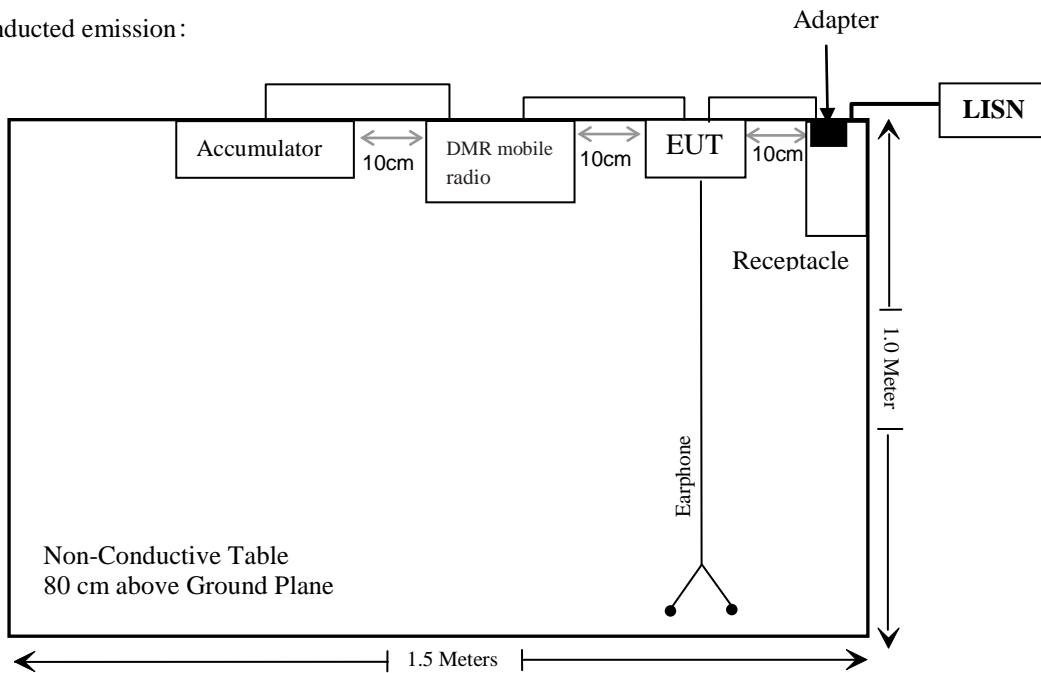 nducted emission:
Adapter
LISN
Accumulator
10cm
DMR mobile
radio
10cm
EUT
10cm
Receptacle
1.0 Meter
Earphone
Non-Conductive Table
80 cm above Ground Plane
1.5 Meters